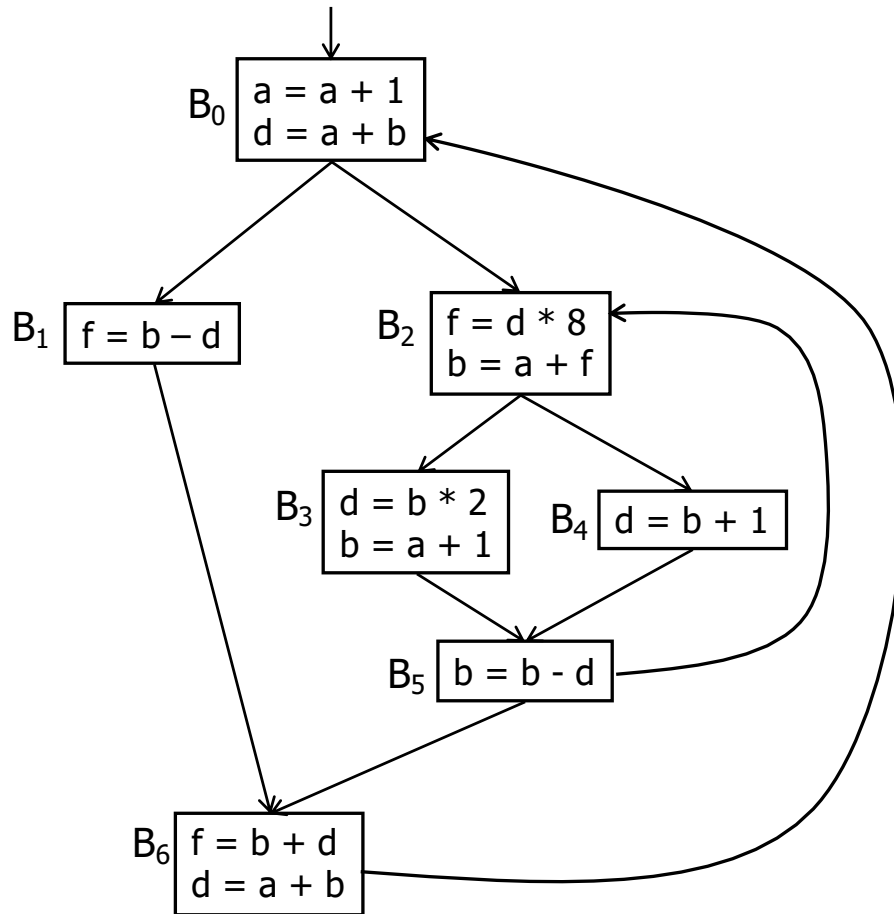 B₀
a = a + 1
d = a + b
B₁
f = b – d
B₂
f = d * 8
b = a + f
B₃
d = b * 2
b = a + 1
B₄
d = b + 1
B₅
b = b - d
B₆
f = b + d
d = a + b